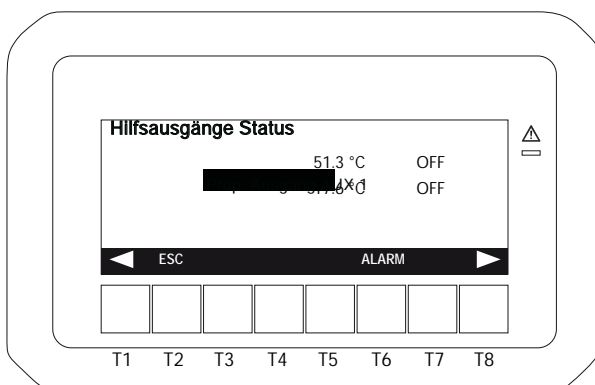 Hilfsausgänge Status
51.3 °C OFF
°C OFF
ESC ALARM
T1 T2 T3 T4 T5 T6 T7 T8